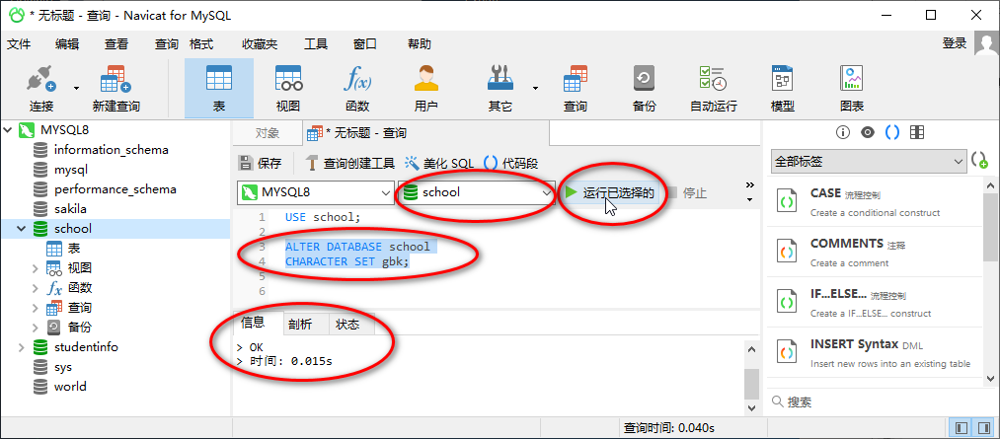 * 无标题 - 查询 - Navicat for MySQL
文件 编辑 查看 查询 格式 收藏夹 工具 窗口 帮助 登录
连接 新建查询 表 视图 函数 用户 其它 查询 备份 自动运行 模型 图表
MYSQL8
information_schema
mysql
performance_schema
sakila
school
表
视图
函数
查询
备份
studentinfo
sys
world
对象 * 无标题 - 查询
保存 查询创建工具 美化 SQL 代码段
MYSQL8 school 运行已选择的 停止
1 USE school;
2
3 ALTER DATABASE school
4 CHARACTER SET gbk;
5
6
信息 剖析 状态
> OK
> 时间: 0.015s
全部标签
CASE 流程控制
Create a conditional construct
COMMENTS 注释
Create a comment
IF...ELSE... 流程控制
Create a IF...ELSE... construct
INSERT Syntax DML
Insert new rows into an existing table
搜索
查询时间: 0.040s